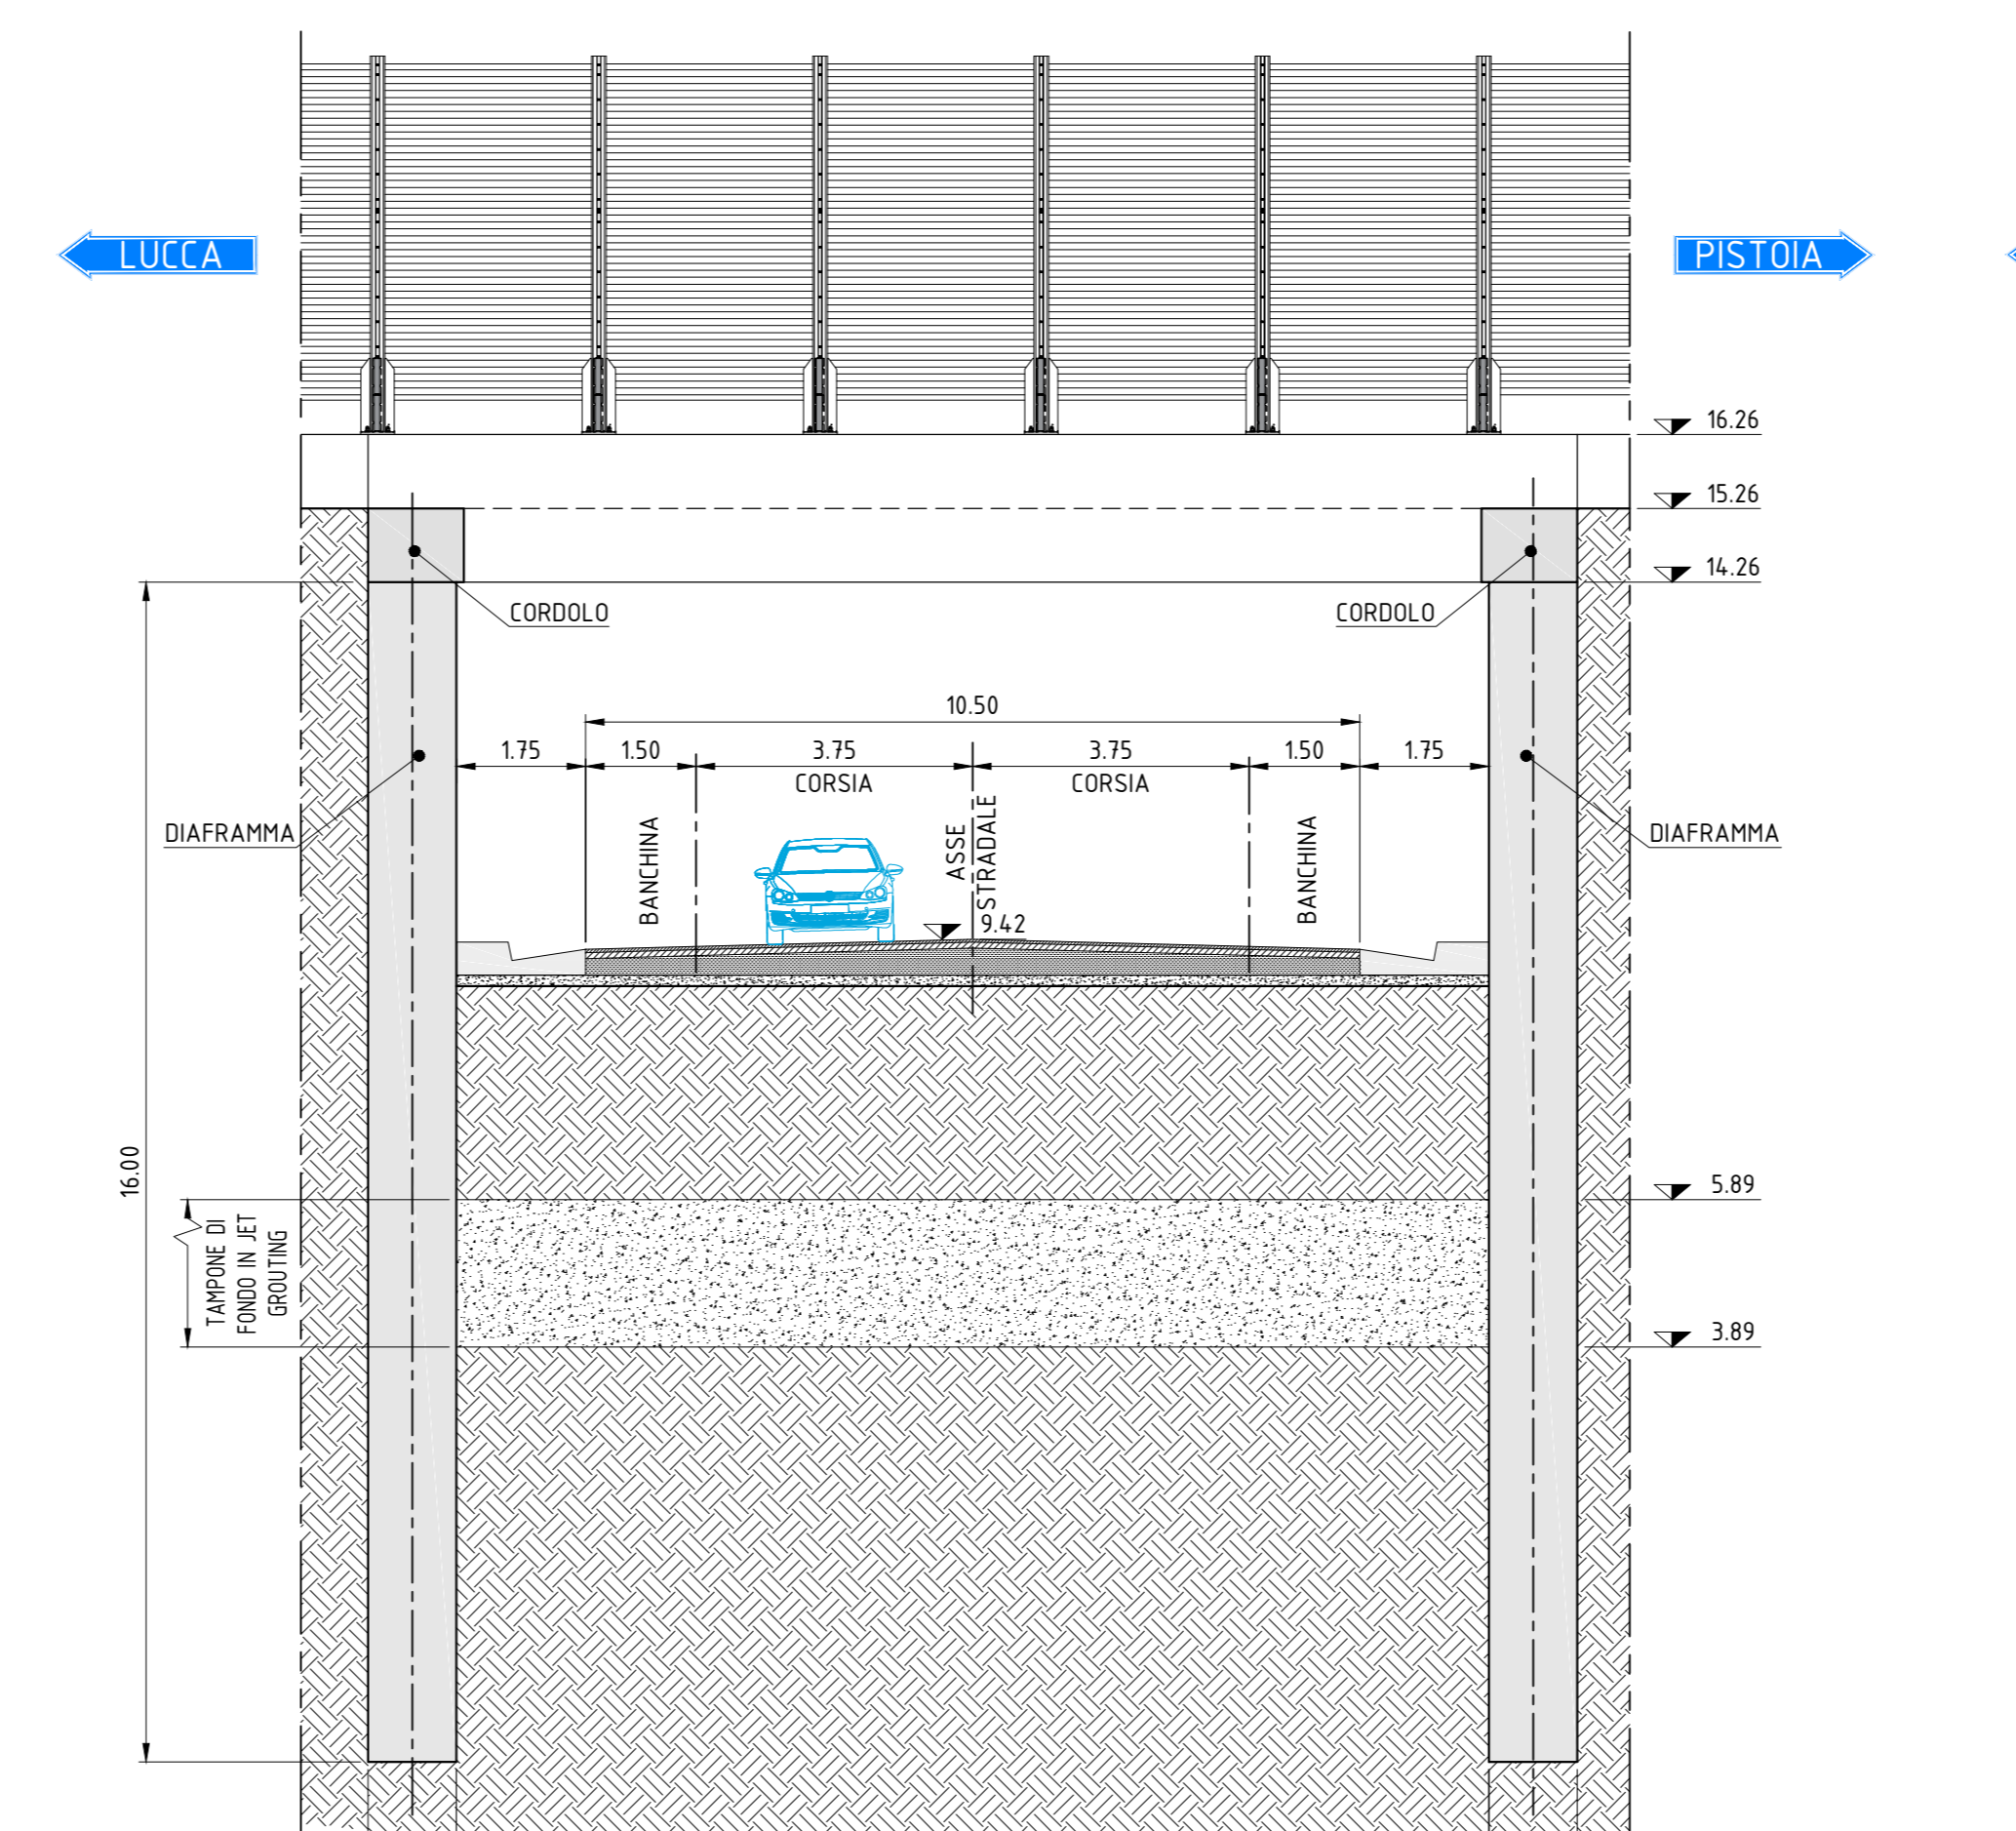 LUCCA
PISTOIA
16.26
15.26
14.26
CORDOLO
CORDOLO
10.50
1.75
1.50
3.75
3.75
1.50
1.75
CORSIA
CORSIA
DIAFRAMMA
BANCHINA
ASSE
STRADALE
BANCHINA
DIAFRAMMA
9.42
16.00
5.89
TAMPONE DI
FONDO IN JET
GROUTING
3.89